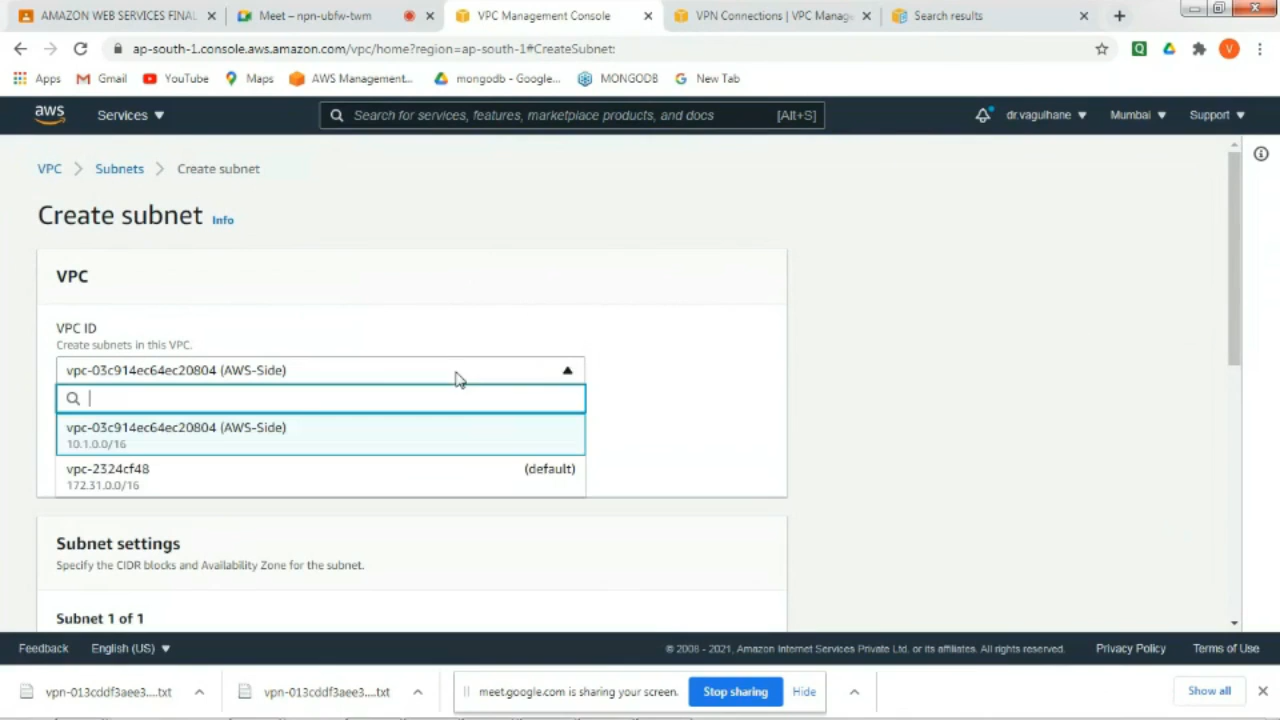 AMAZON WEB SERVICES FINAL
Meet – npn-ubfw-twm
VPC Management Console
VPN Connections | VPC Manag
Search results
ap-south-1.console.aws.amazon.com/vpc/home?region=ap-south-1#CreateSubnet:
Q
V
Apps
Gmail
YouTube
Maps
AWS Management...
mongodb - Google...
MONGODB
New Tab
aws
Services
Search for services, features, marketplace products, and docs
[Alt+S]
dr.vagulhane
Mumbai
Support
VPC
Subnets
Create subnet
Create subnet Info
VPC
VPC ID
Create subnets in this VPC.
vpc-03c914ec64ec20804 (AWS-Side)
vpc-03c914ec64ec20804 (AWS-Side)
10.1.0.0/16
vpc-2324cf48 (default)
172.31.0.0/16
Subnet settings
Specify the CIDR blocks and Availability Zone for the subnet.
Subnet 1 of 1
Feedback
English (US)
© 2008 - 2021, Amazon Internet Services Private Ltd. or its affiliates. All rights reserved.
Privacy Policy
Terms of Use
vpn-013cddf3aee3....txt
vpn-013cddf3aee3....txt
meet.google.com is sharing your screen.
Stop sharing
Hide
Show all